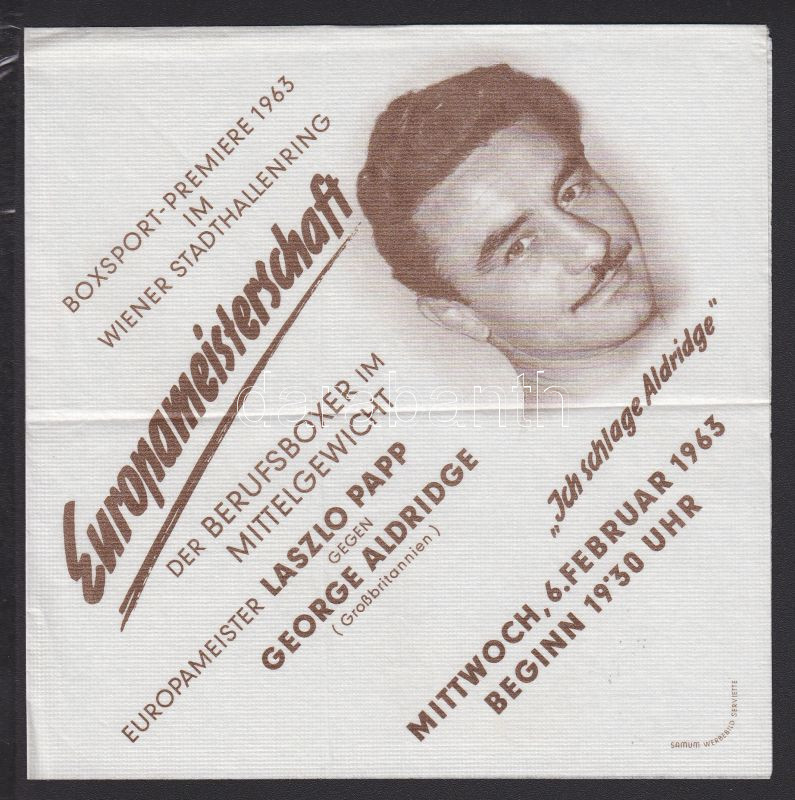 BOXSPORT-PREMIERE 1963
IM
WIENER STADTHALLENRING
Europameisterschaft
DER BERUFSBOXER IM
MITTELGEWICHT
EUROPAMEISTER LASZLO PAPP
GEGEN
GEORGE ALDRIDGE
(Großbritannien)
„Ich schlage Aldridge"
MITTWOCH, 6. FEBRUAR 1963
BEGINN 19˙30 UHR
SAMUM WERBEBILD SERVIETTE
darabanth